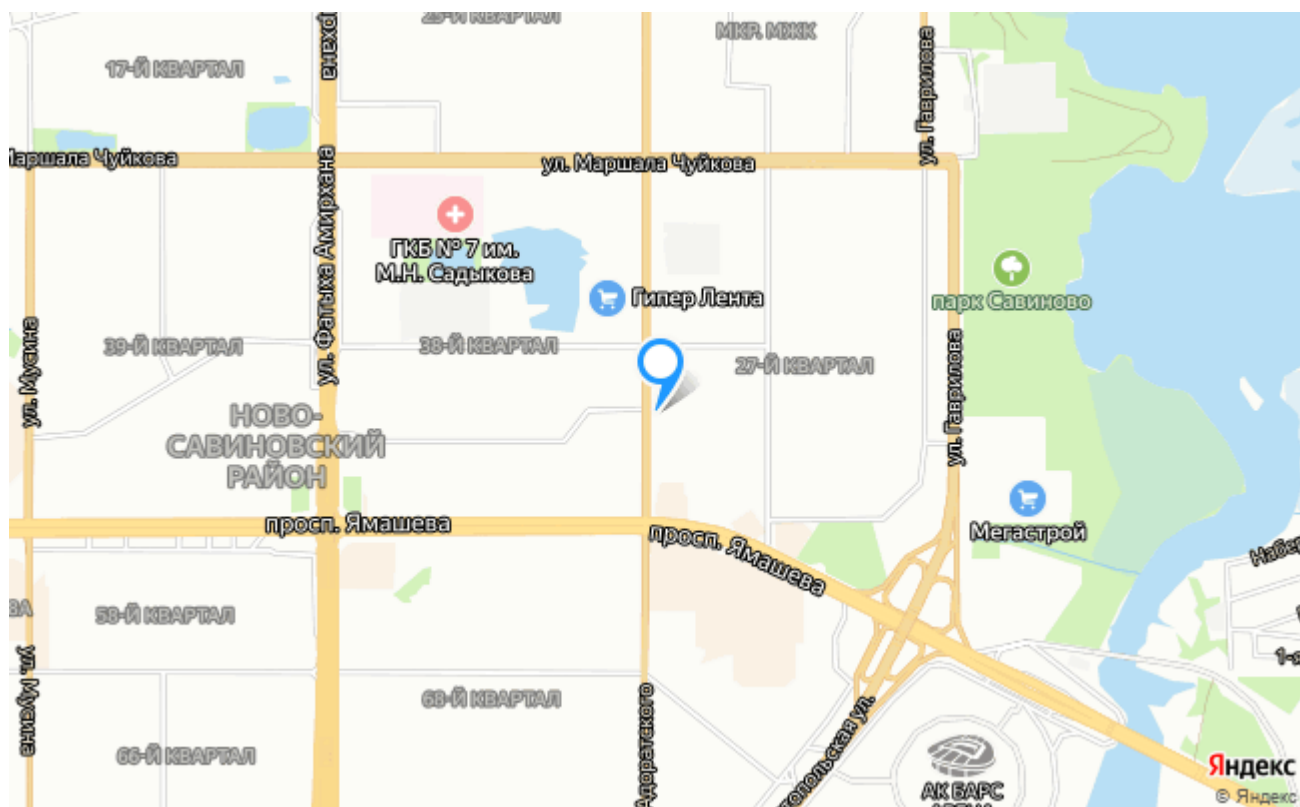 25-Й КВАРТАЛ
МКР. МЖК
17-Й КВАРТАЛ
ул. Гаврилова
ул. Маршала Чуйкова
ул. Фатыха Амирхана
ГКБ № 7 им.
М.Н. Садыкова
Гипер Лента
парк Савиново
ул. Мусина
39-Й КВАРТАЛ
38-Й КВАРТАЛ
27-Й КВАРТАЛ
ул. Гаврилова
НОВО-
САВИНОВСКИЙ
РАЙОН
просп. Ямашева
просп. Ямашева
Мегастрой
58-Й КВАРТАЛ
ул. Мусина
68-Й КВАРТАЛ
66-Й КВАРТАЛ
Адоратского
АК БАРС
Яндекс
© Яндекс